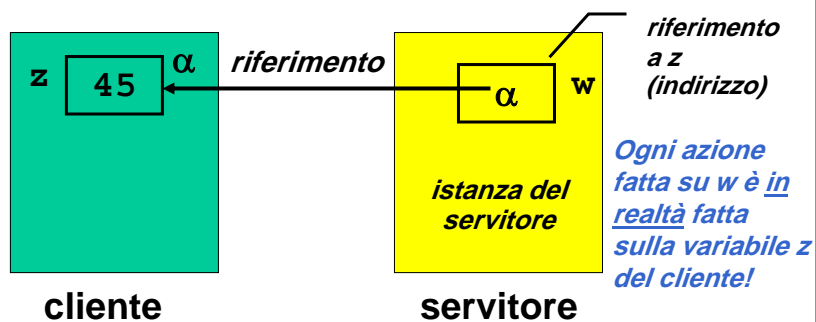 z 45 α
riferimento
α w
riferimento
a z
(indirizzo)
istanza del
servitore
Ogni azione
fatta su w è in
realtà fatta
sulla variabile z
del cliente!
cliente
servitore